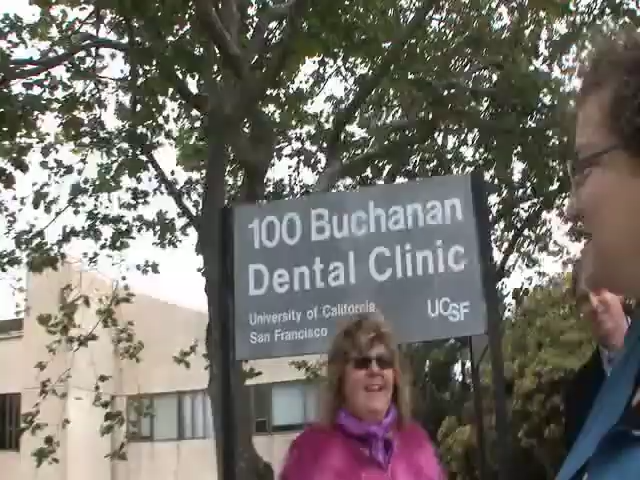 100 Buchanan
Dental Clinic
University of California,
San Francisco
UCSF